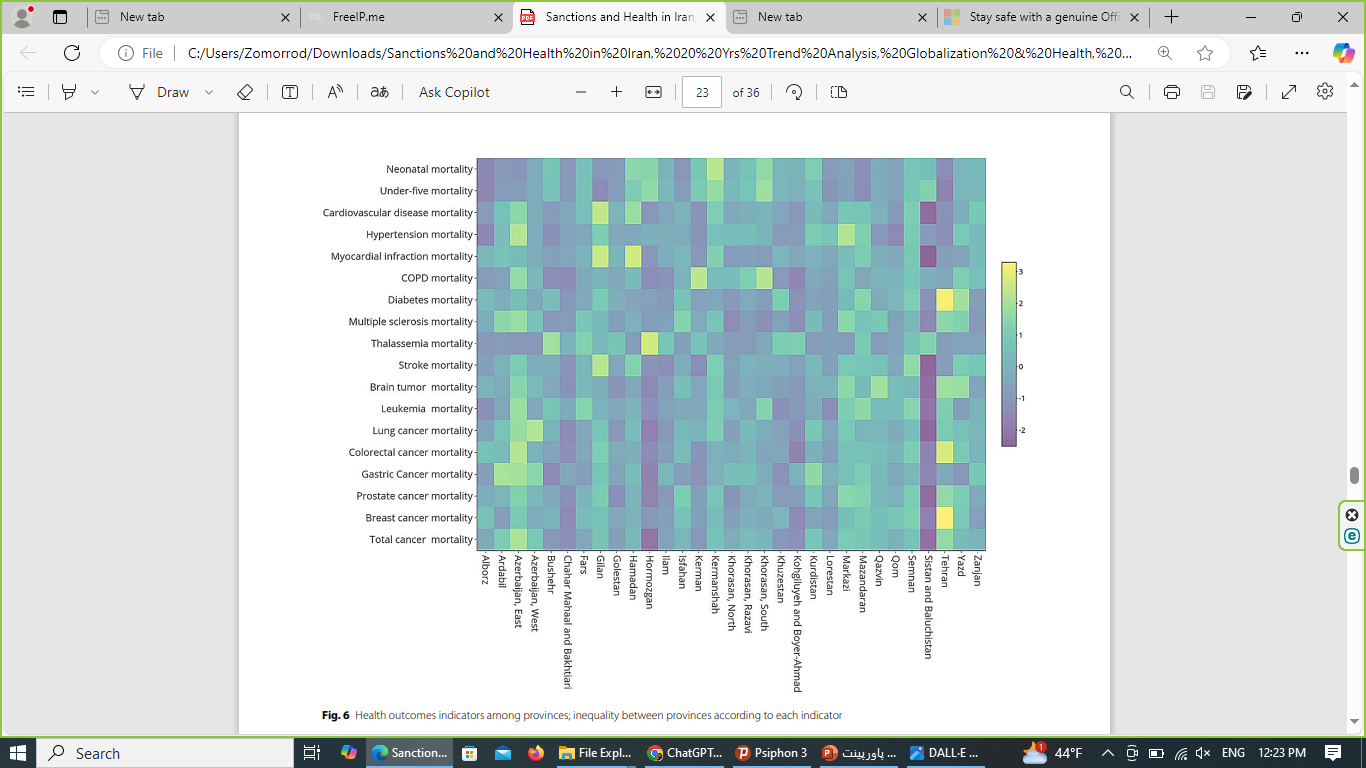 New tab
FreeIP.me
Sanctions and Health in Iran,
New tab
Stay safe with a genuine Offi
File
C:/Users/Zomorrod/Downloads/Sanctions%20and%20Health%20in%20Iran,%2020%20Yrs%20Trend%20Analysis,%20Globalization%20&%20Health,%20...
Draw
aあ
Ask Copilot
23
of 36
Neonatal mortality
Under-five mortality
Cardiovascular disease mortality
Hypertension mortality
Myocardial infraction mortality
COPD mortality
Diabetes mortality
Multiple sclerosis mortality
Thalassemia mortality
Stroke mortality
Brain tumor mortality
Leukemia mortality
Lung cancer mortality
Colorectal cancer mortality
Gastric Cancer mortality
Prostate cancer mortality
Breast cancer mortality
Total cancer mortality
3
2
1
0
-1
-2
Alborz
Ardabil
Azerbaijan, East
Azerbaijan, West
Bushehr
Chahar Mahaal and Bakhtiari
Fars
Gilan
Golestan
Hamadan
Hormozgan
Ilam
Isfahan
Kerman
Kermanshah
Khorasan, North
Khorasan, Razavi
Khorasan, South
Khuzestan
Kohgiluyeh and Boyer-Ahmad
Kurdistan
Lorestan
Markazi
Mazandaran
Qazvin
Qom
Semnan
Sistan and Baluchistan
Tehran
Yazd
Zanjan
Fig. 6 Health outcomes indicators among provinces; inequality between provinces according to each indicator
Search
Sanction...
File Expl...
ChatGPT...
Psiphon 3
پاورپینت ...
DALL·E ...
1
44°F
ENG
12:23 PM